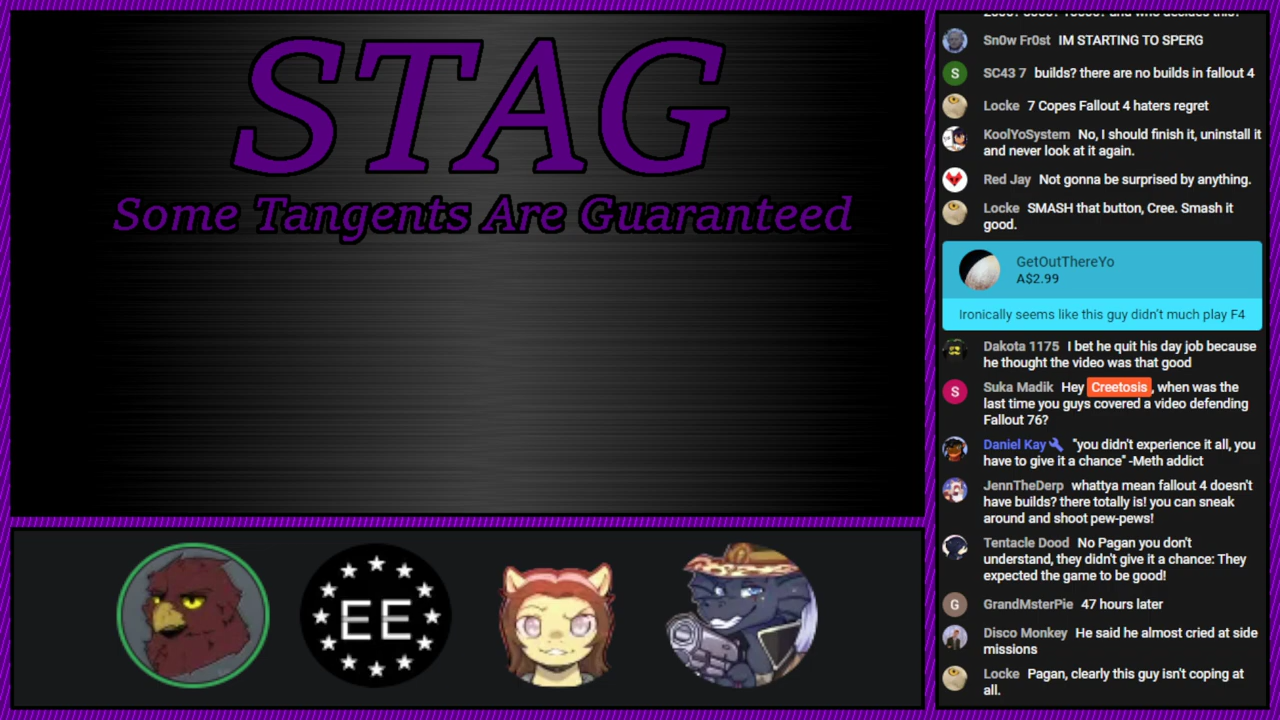 STAG
Some Tangents Are Guaranteed
EE
Sn0w Fr0st IM STARTING TO SPERG
S
SC43 7 builds? there are no builds in fallout 4
Locke 7 Copes Fallout 4 haters regret
KoolYoSystem No, I should finish it, uninstall it
and never look at it again.
Red Jay Not gonna be surprised by anything.
Locke SMASH that button, Cree. Smash it
good.
GetOutThereYo
A$2.99
Ironically seems like this guy didn't much play F4
Dakota 1175 I bet he quit his day job because
he thought the video was that good
S
Suka Madik Hey Creetosis, when was the
last time you guys covered a video defending
Fallout 76?
Daniel Kay "you didn't experience it all, you
have to give it a chance" -Meth addict
JennTheDerp whattya mean fallout 4 doesn't
have builds? there totally is! you can sneak
around and shoot pew-pews!
Tentacle Dood No Pagan you don't
understand, they didn't give it a chance: They
expected the game to be good!
G
GrandMsterPie 47 hours later
Disco Monkey He said he almost cried at side
missions
Locke Pagan, clearly this guy isn't coping at
all.